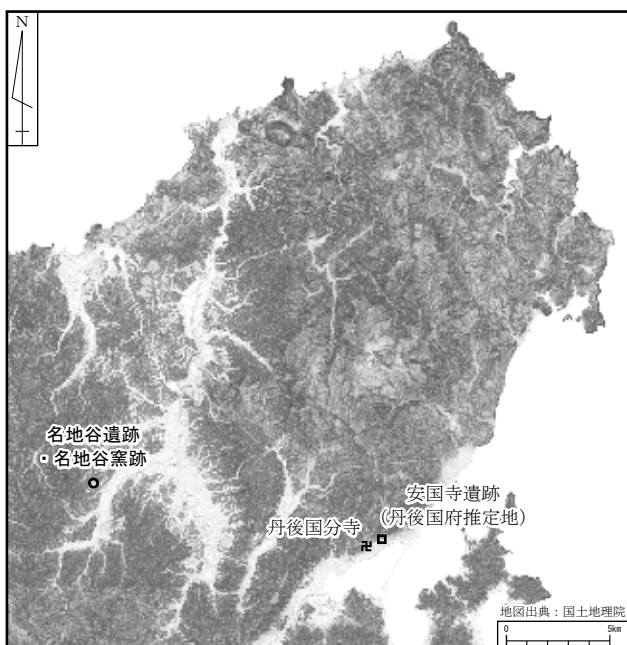 N
名地谷遺跡
・名地谷窯跡
安国寺遺跡
（丹後国府推定地）
丹後国分寺
卍
地図出典：国土地理院
0 5km